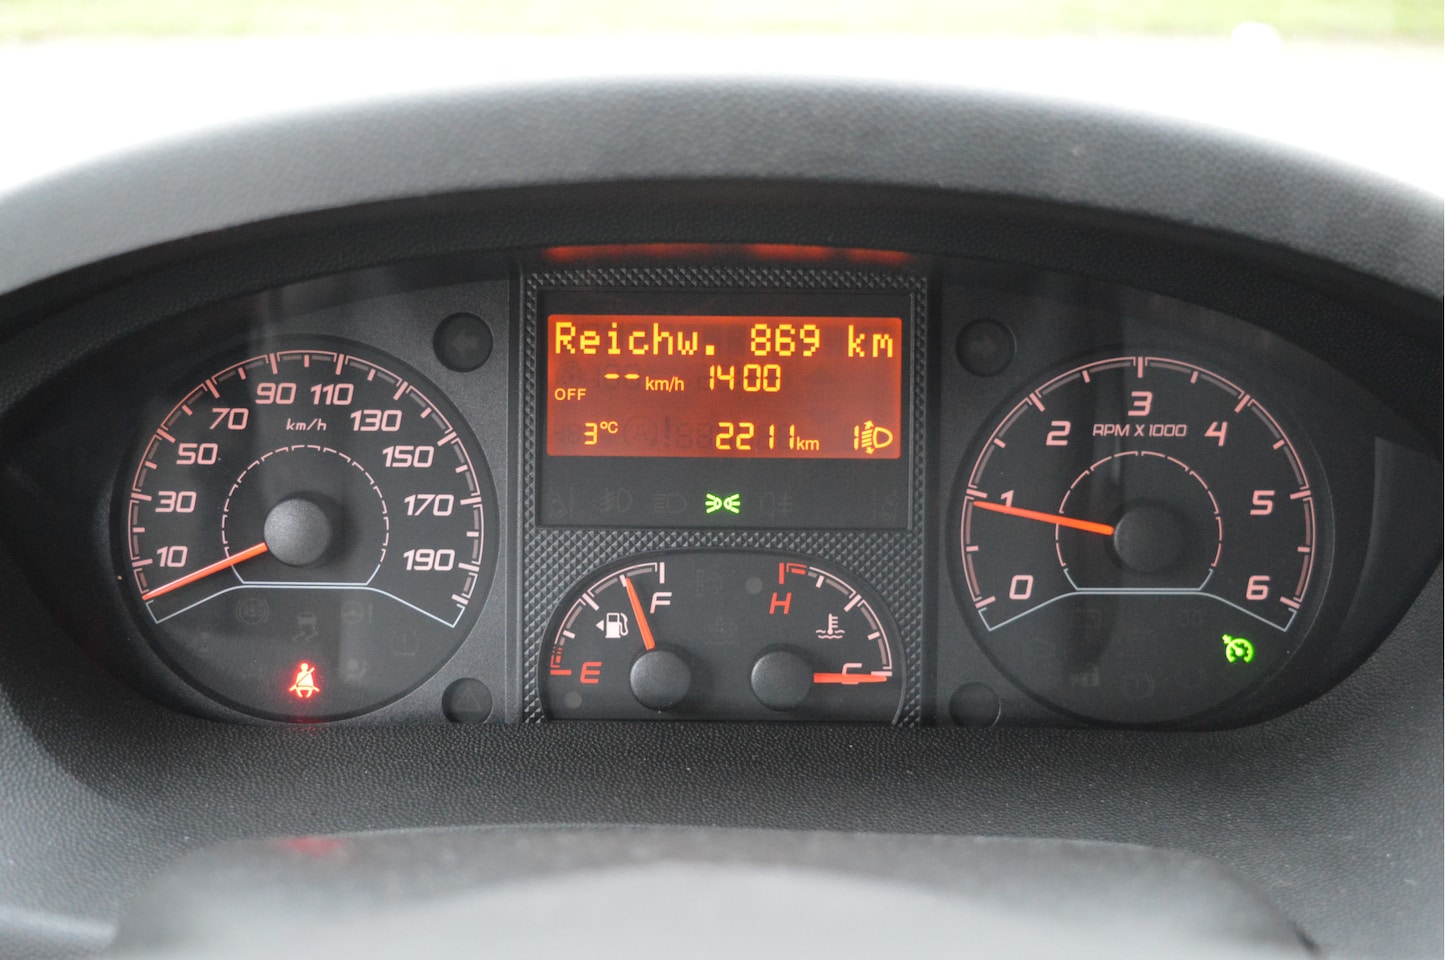 Reichw. 869 km
-- km/h 14 00
OFF
3°C 2211 km 1
10 30 50 70 90 110 130 150 170 190
km/h
0 1 2 3 4 5 6
RPM X 1000
E F
H C